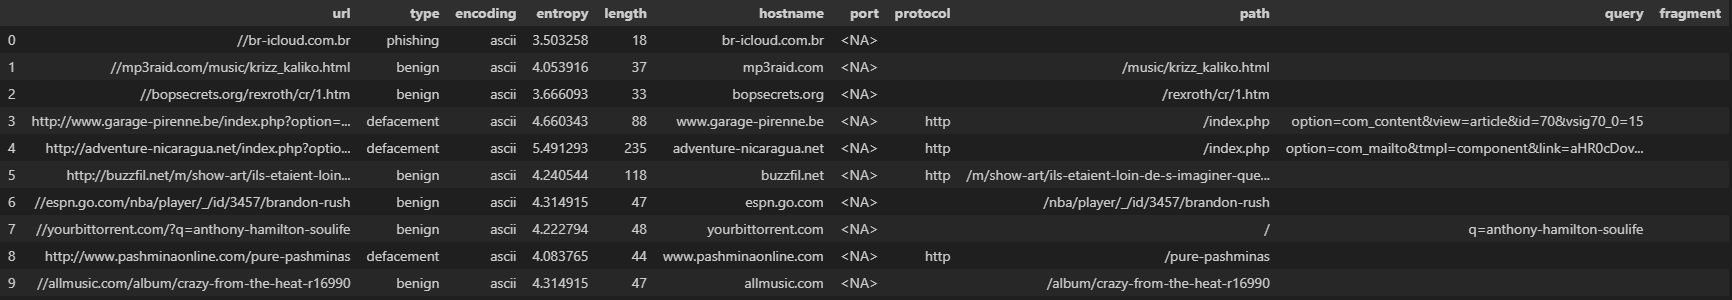 url type encoding entropy length hostname port protocol path query fragment
0 //br-icloud.com.br phishing ascii 3.503258 18 br-icloud.com.br <NA>
1 //mp3raid.com/music/krizz_kaliko.html benign ascii 4.053916 37 mp3raid.com <NA> /music/krizz_kaliko.html
2 //bopsecrets.org/rexroth/cr/1.htm benign ascii 3.666093 33 bopsecrets.org <NA> /rexroth/cr/1.htm
3 http://www.garage-pirenne.be/index.php?option=... defacement ascii 4.660343 88 www.garage-pirenne.be <NA> http /index.php option=com_content&view=article&id=70&vsig70_0=15
4 http://adventure-nicaragua.net/index.php?optio... defacement ascii 5.491293 235 adventure-nicaragua.net <NA> http /index.php option=com_mailto&tmpl=component&link=aHR0cDov...
5 http://buzzfil.net/m/show-art/ils-etaient-loin... benign ascii 4.240544 118 buzzfil.net <NA> http /m/show-art/ils-etaient-loin-de-s-imaginer-que...
6 //espn.go.com/nba/player/_/id/3457/brandon-rush benign ascii 4.314915 47 espn.go.com <NA> /nba/player/_/id/3457/brandon-rush
7 //yourbittorrent.com/?q=anthony-hamilton-soulife benign ascii 4.222794 48 yourbittorrent.com <NA> / q=anthony-hamilton-soulife
8 http://www.pashminaonline.com/pure-pashminas defacement ascii 4.083765 44 www.pashminaonline.com <NA> http /pure-pashminas
9 //allmusic.com/album/crazy-from-the-heat-r16990 benign ascii 4.314915 47 allmusic.com <NA> /album/crazy-from-the-heat-r16990